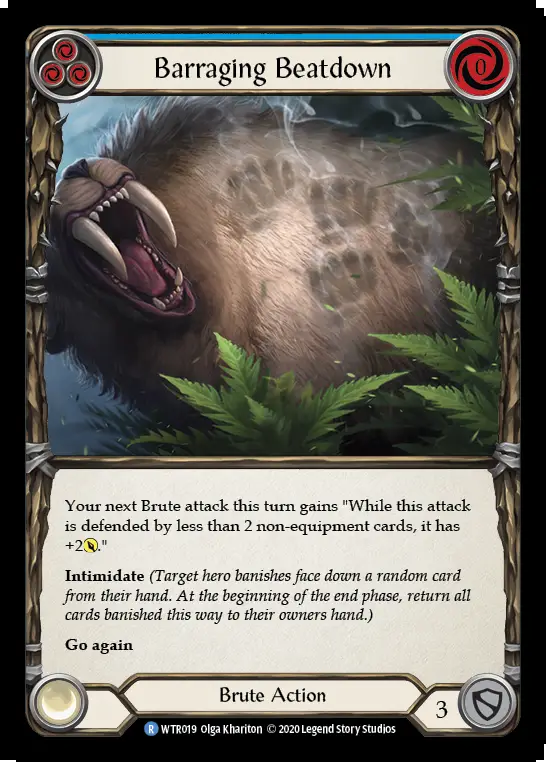 Barraging Beatdown
0
Your next Brute attack this turn gains "While this attack
is defended by less than 2 non-equipment cards, it has
+2."
Intimidate (Target hero banishes face down a random card
from their hand. At the beginning of the end phase, return all
cards banished this way to their owners hand.)
Go again
Brute Action
3
R WTR019 Olga Khariton © 2020 Legend Story Studios